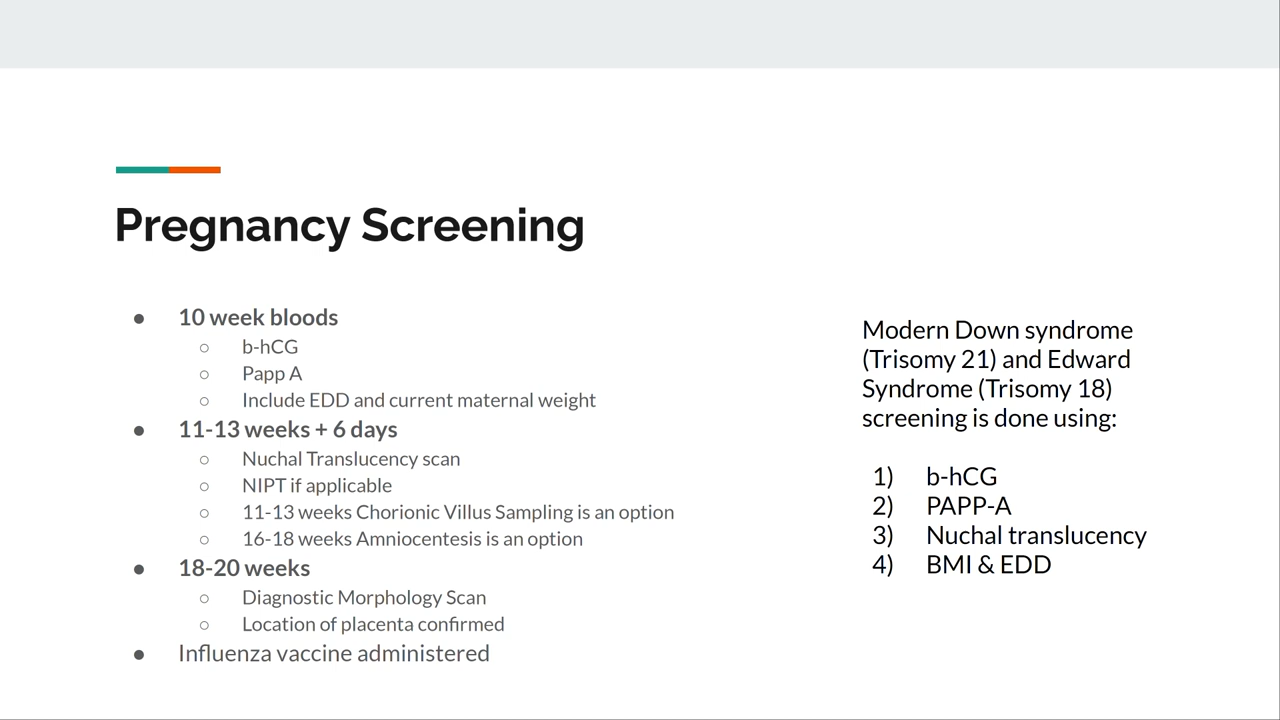 Pregnancy Screening
● 10 week bloods
○ b-hCG
○ Papp A
○ Include EDD and current maternal weight
● 11-13 weeks + 6 days
○ Nuchal Translucency scan
○ NIPT if applicable
○ 11-13 weeks Chorionic Villus Sampling is an option
○ 16-18 weeks Amniocentesis is an option
● 18-20 weeks
○ Diagnostic Morphology Scan
○ Location of placenta confirmed
● Influenza vaccine administered
Modern Down syndrome
(Trisomy 21) and Edward
Syndrome (Trisomy 18)
screening is done using:
1) b-hCG
2) PAPP-A
3) Nuchal translucency
4) BMI & EDD